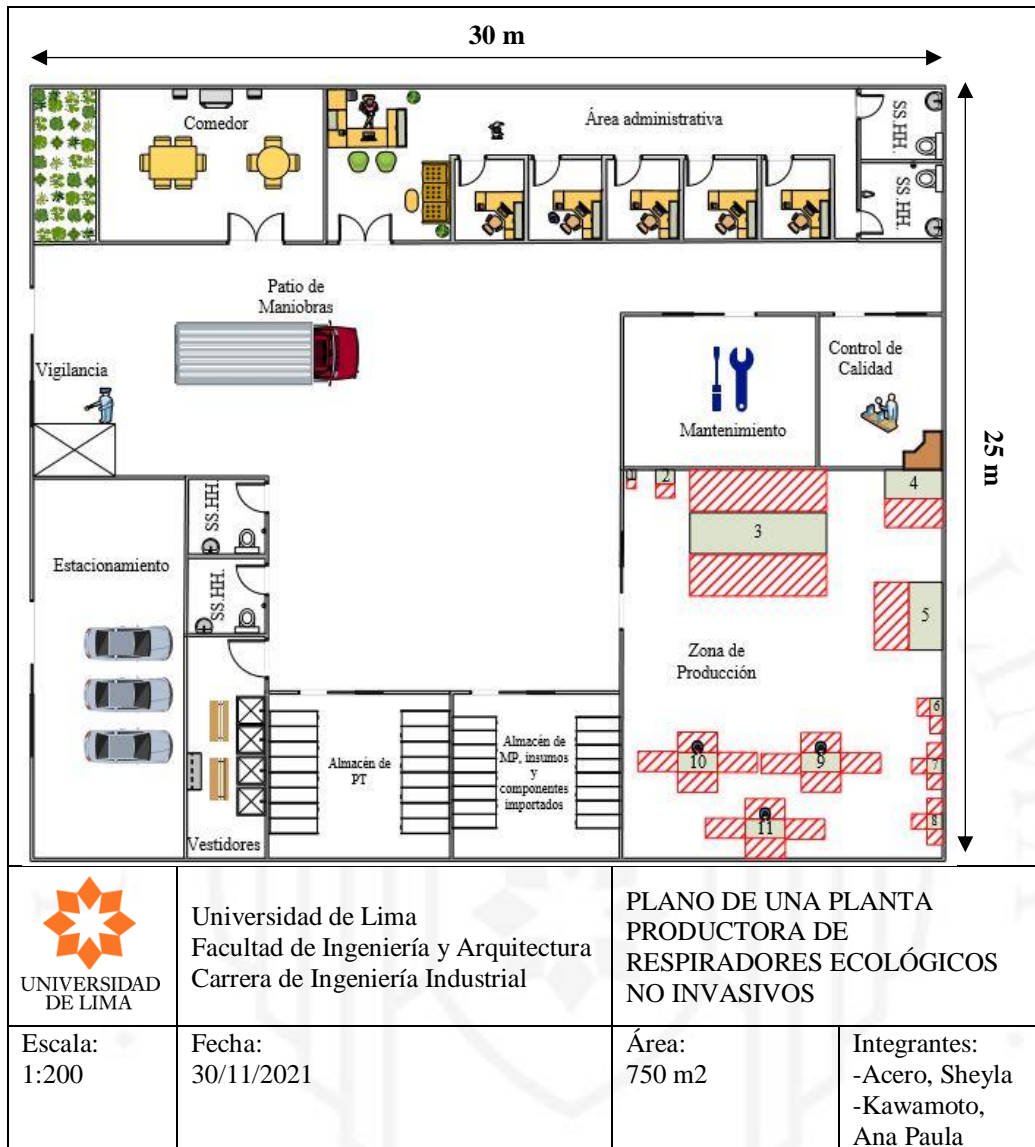 30 m
Comedor
Área administrativa
SS.HH.
SS.HH.
Patio de
Maniobras
Vigilancia
Control de
Calidad
Mantenimiento
25 m
1
2
3
4
SS.HH.
Estacionamiento
SS.HH.
5
Zona de
Producción
6
Almacén de
PT
Almacén de
MP, insumos
y
componentes
importados
10
9
7
11
8
Vestidores
UNIVERSIDAD
DE LIMA
Universidad de Lima
Facultad de Ingeniería y Arquitectura
Carrera de Ingeniería Industrial
PLANO DE UNA PLANTA
PRODUCTORA DE
RESPIRADORES ECOLÓGICOS
NO INVASIVOS
Escala:
1:200
Fecha:
30/11/2021
Área:
750 m2
Integrantes:
-Acero, Sheyla
-Kawamoto,
Ana Paula